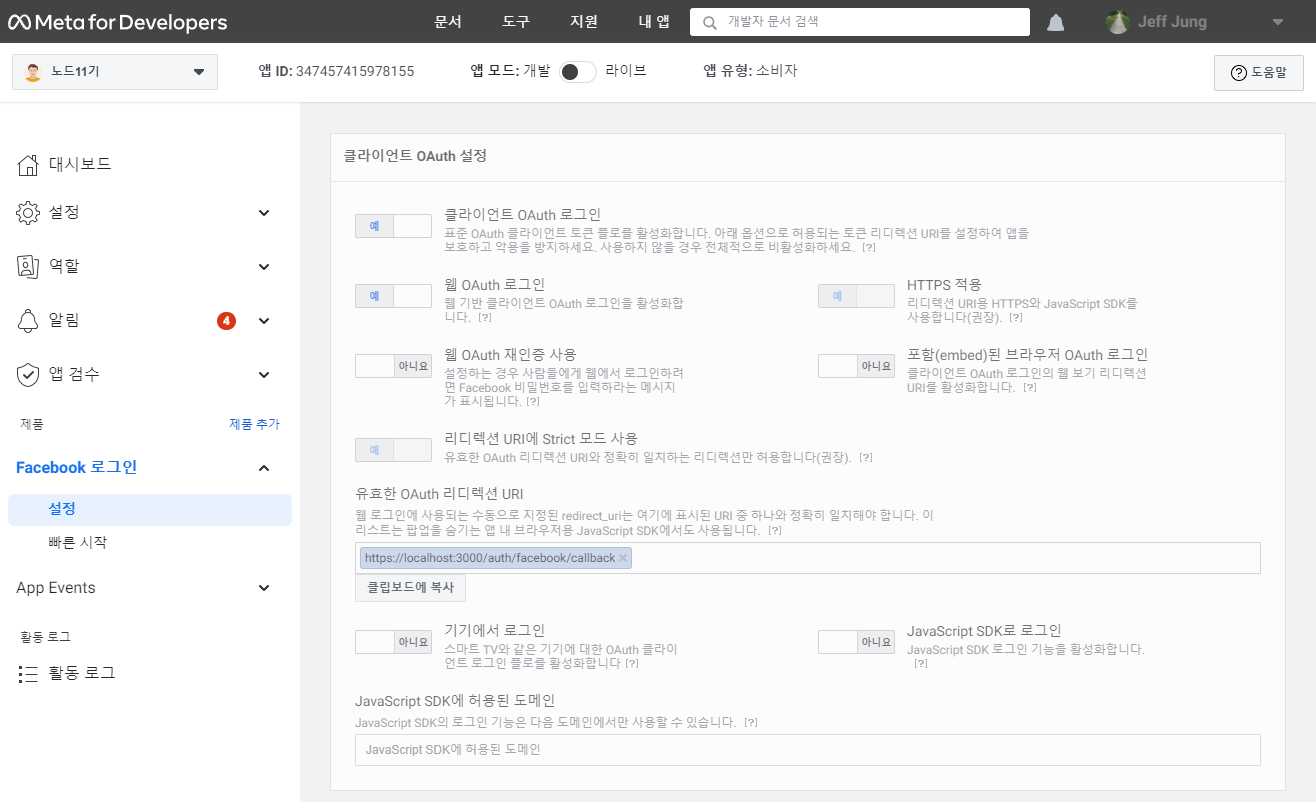 Meta for Developers
문서
도구
지원
내 앱
개발자 문서 검색
Jeff Jung
노드11기
앱 ID: 347457415978155
앱 모드: 개발
라이브
앱 유형: 소비자
도움말
대시보드
설정
역할
알림
4
앱 검수
제품
제품 추가
Facebook 로그인
설정
빠른 시작
App Events
활동 로그
활동 로그
클라이언트 OAuth 설정
예
클라이언트 OAuth 로그인
표준 OAuth 클라이언트 토큰 플로를 활성화합니다. 아래 옵션으로 허용되는 토큰 리디렉션 URI를 설정하여 앱을
보호하고 악용을 방지하세요. 사용하지 않을 경우 전체적으로 비활성화하세요. [?]
예
웹 OAuth 로그인
웹 기반 클라이언트 OAuth 로그인을 활성화합
니다. [?]
예
HTTPS 적용
리디렉션 URI용 HTTPS와 JavaScript SDK를
사용합니다(권장). [?]
아니요
웹 OAuth 재인증 사용
설정하는 경우 사람들에게 웹에서 로그인하려
면 Facebook 비밀번호를 입력하라는 메시지
가 표시됩니다. [?]
아니요
포함(embed)된 브라우저 OAuth 로그인
클라이언트 OAuth 로그인의 웹 보기 리디렉션
URI를 활성화합니다. [?]
예
리디렉션 URI에 Strict 모드 사용
유효한 OAuth 리디렉션 URI와 정확히 일치하는 리디렉션만 허용합니다(권장). [?]
유효한 OAuth 리디렉션 URI
웹 로그인에 사용되는 수동으로 지정된 redirect_uri는 여기에 표시된 URI 중 하나와 정확히 일치해야 합니다. 이
리스트는 팝업을 숨기는 앱 내 브라우저용 JavaScript SDK에서도 사용됩니다. [?]
https://localhost:3000/auth/facebook/callback
클립보드에 복사
아니요
기기에서 로그인
스마트 TV와 같은 기기에 대한 OAuth 클라이
언트 로그인 플로를 활성화합니다 [?]
아니요
JavaScript SDK로 로그인
JavaScript SDK 로그인 기능을 활성화합니다.
[?]
JavaScript SDK에 허용된 도메인
JavaScript SDK의 로그인 기능은 다음 도메인에서만 사용할 수 있습니다. [?]
JavaScript SDK에 허용된 도메인